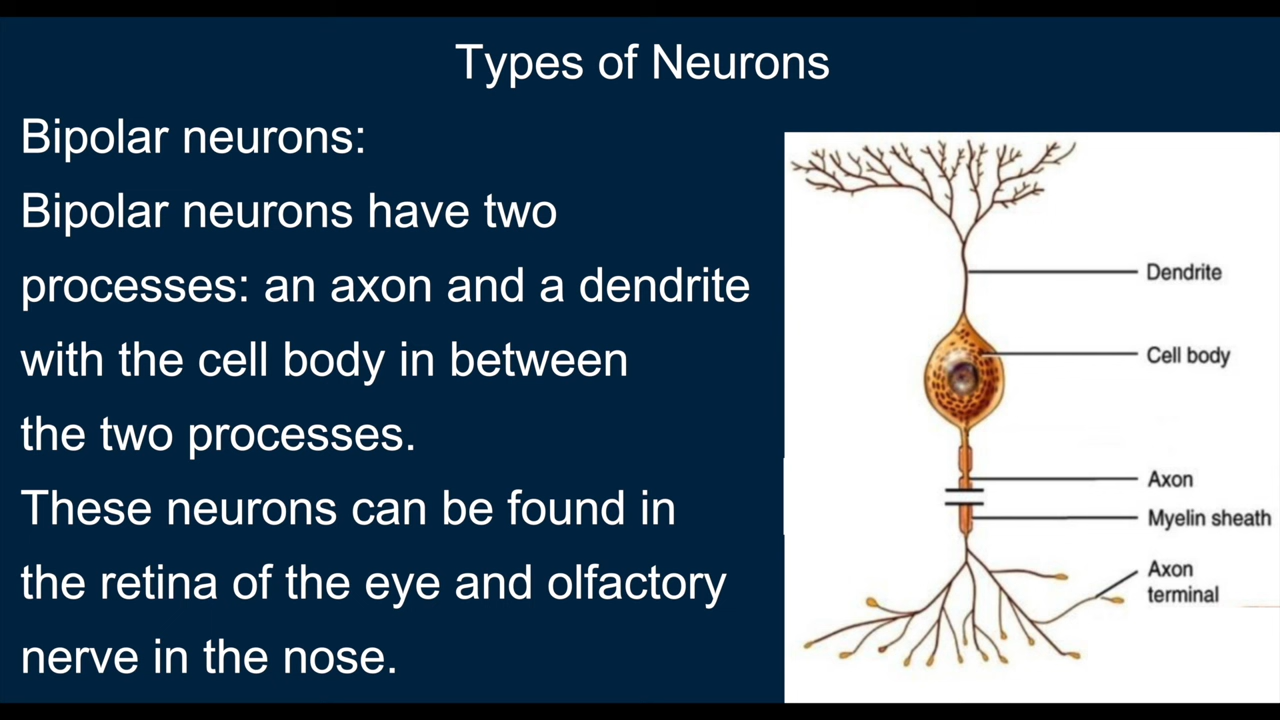 Types of Neurons
Bipolar neurons:
Bipolar neurons have two
processes: an axon and a dendrite
with the cell body in between
the two processes.
These neurons can be found in
the retina of the eye and olfactory
nerve in the nose.
Dendrite
Cell body
Axon
Myelin sheath
Axon
terminal